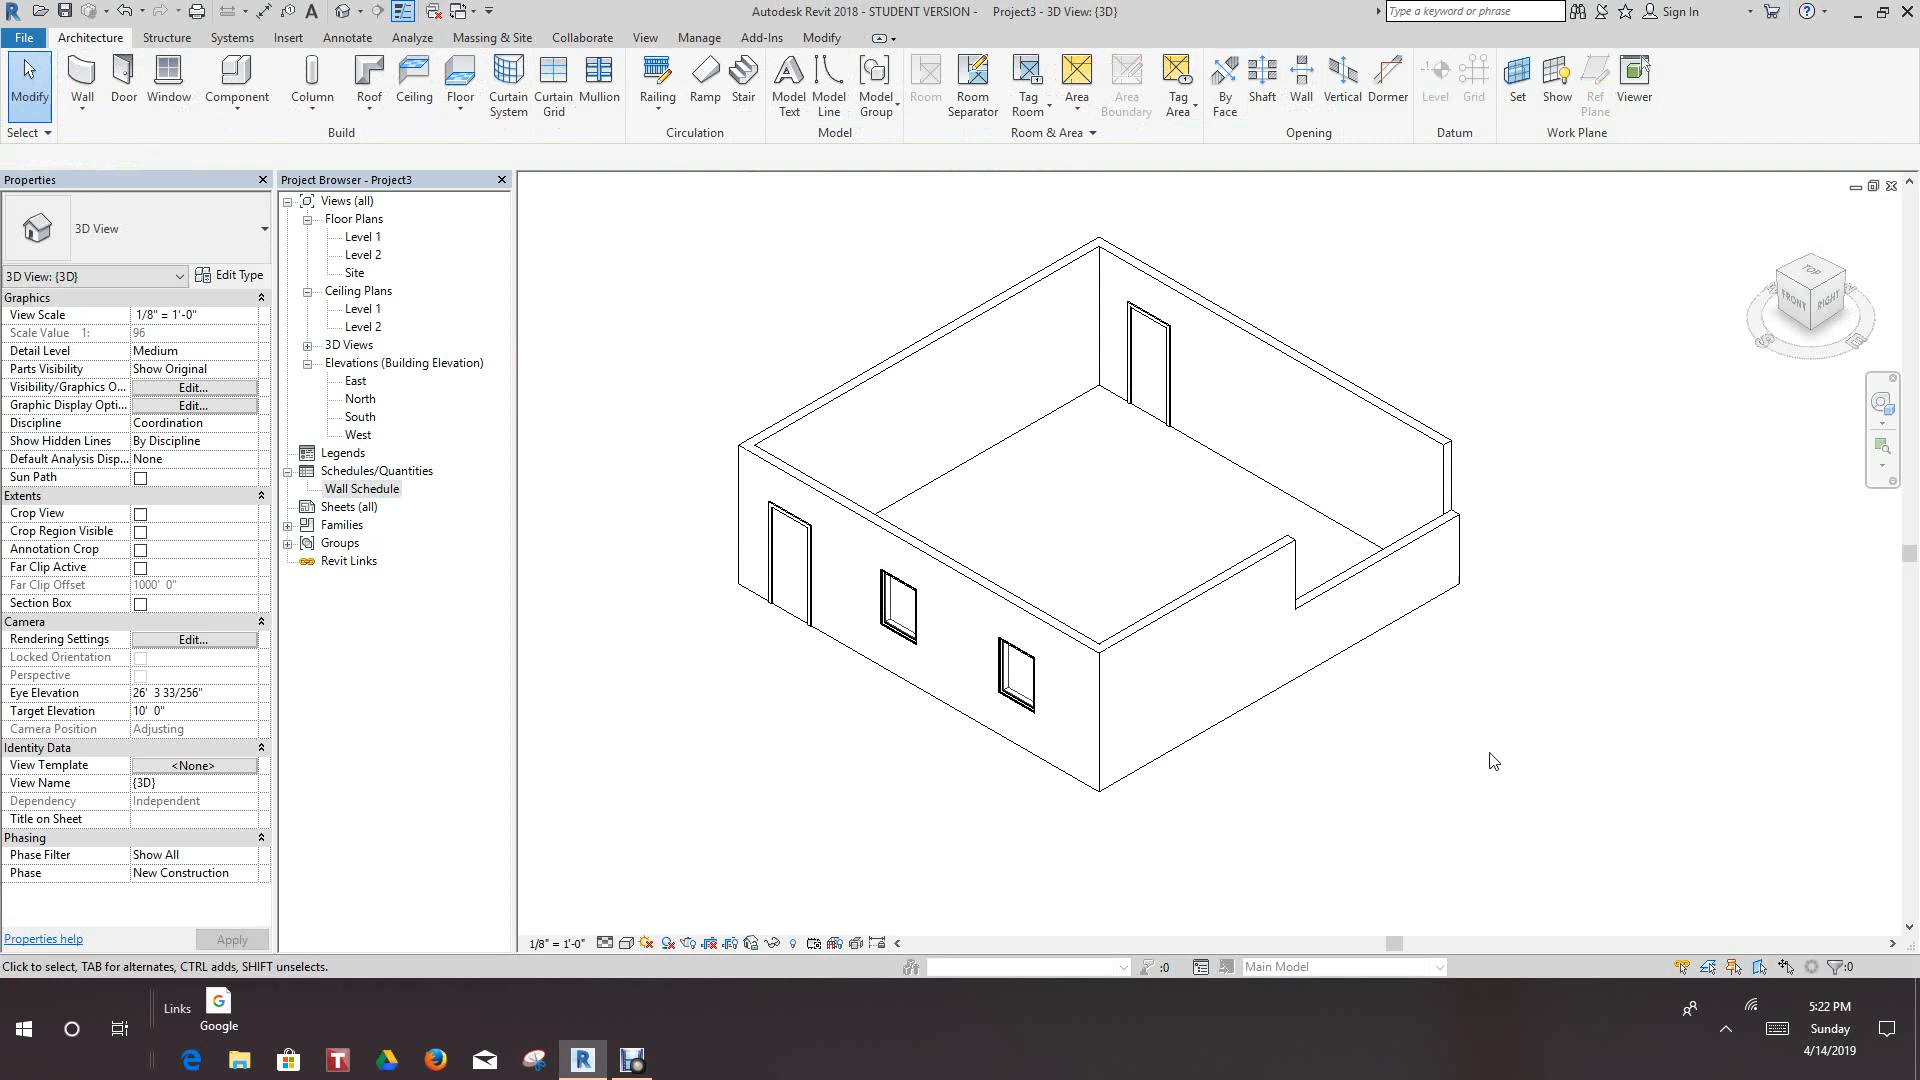 Autodesk Revit 2018 - STUDENT VERSION -    Project3 - 3D View: {3D}
Type a keyword or phrase
Sign In
File Architecture Structure Systems Insert Annotate Analyze Massing & Site Collaborate View Manage Add-Ins Modify
Modify Wall Door Window Component Column Roof Ceiling Floor Curtain System Curtain Grid Mullion Railing Ramp Stair Model Text Model Line Model Group Room Room Separator Tag Room Area Area Boundary Tag Area By Face Shaft Wall Vertical Dormer Level Grid Set Show Ref Plane Viewer
Select Build Circulation Model Room & Area Opening Datum Work Plane
Properties
3D View
3D View: {3D} Edit Type
Graphics
View Scale 1/8" = 1'-0"
Scale Value 1: 96
Detail Level Medium
Parts Visibility Show Original
Visibility/Graphics O... Edit...
Graphic Display Opti... Edit...
Discipline Coordination
Show Hidden Lines By Discipline
Default Analysis Disp... None
Sun Path
Extents
Crop View
Crop Region Visible
Annotation Crop
Far Clip Active
Far Clip Offset 1000' 0"
Section Box
Camera
Rendering Settings Edit...
Locked Orientation
Perspective
Eye Elevation 26' 3 33/256"
Target Elevation 10' 0"
Camera Position Adjusting
Identity Data
View Template <None>
View Name {3D}
Dependency Independent
Title on Sheet
Phasing
Phase Filter Show All
Phase New Construction
Properties help Apply
Project Browser - Project3
Views (all)
Floor Plans
Level 1
Level 2
Site
Ceiling Plans
Level 1
Level 2
3D Views
Elevations (Building Elevation)
East
North
South
West
Legends
Schedules/Quantities
Wall Schedule
Sheets (all)
Families
Groups
Revit Links
TOP
FRONT
RIGHT
1/8" = 1'-0"
Click to select, TAB for alternates, CTRL adds, SHIFT unselects.
:0
Main Model
:0
Links
Google
5:22 PM
Sunday
4/14/2019